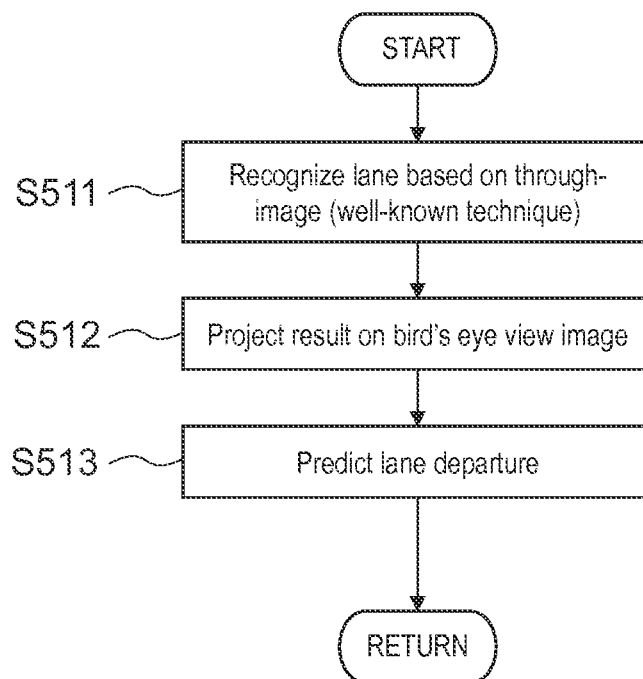 START
S511
Recognize lane based on through-
image (well-known technique)
S512
Project result on bird's eye view image
S513
Predict lane departure
RETURN